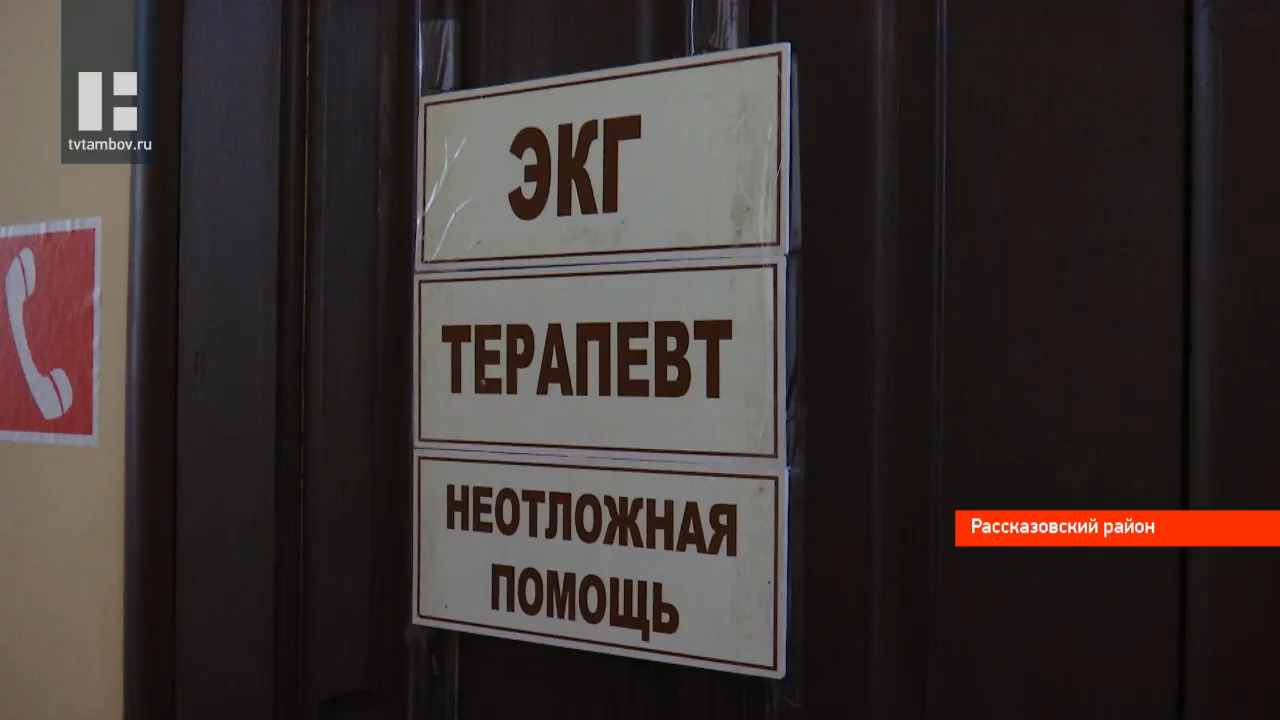 tvtambov.ru
ЭКГ
ТЕРАПЕВТ
НЕОТЛОЖНАЯ
ПОМОЩЬ
Рассказовский район